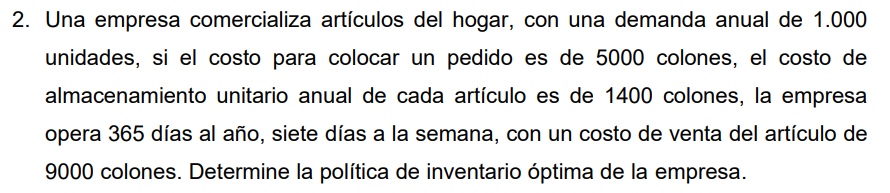 2. Una empresa comercializa artículos del hogar, con una demanda anual de 1.000
unidades, si el costo para colocar un pedido es de 5000 colones, el costo de
almacenamiento unitario anual de cada artículo es de 1400 colones, la empresa
opera 365 días al año, siete días a la semana, con un costo de venta del artículo de
9000 colones. Determine la política de inventario óptima de la empresa.